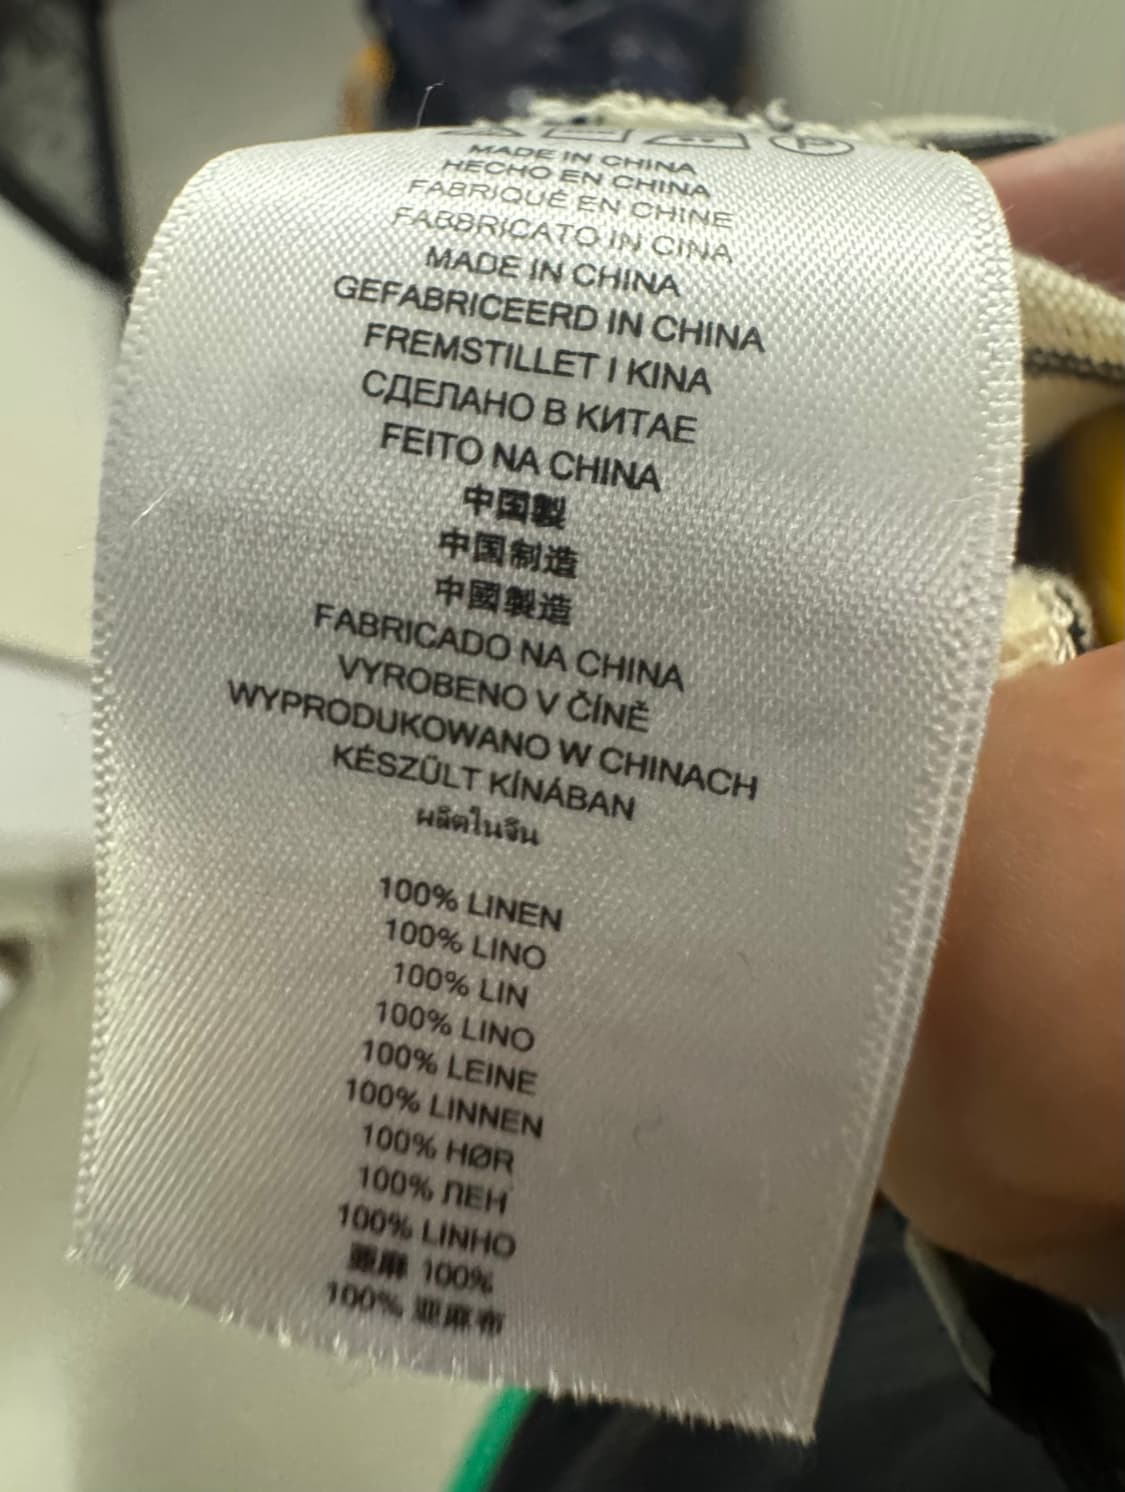 MADE IN CHINA
HECHO EN CHINA
FABRIQUÉ EN CHINE
FABBRICATO IN CINA
MADE IN CHINA
GEFABRICEERD IN CHINA
FREMSTILLET I KINA
СДЕЛАНО В КИТАЕ
FEITO NA CHINA
中国製
中国制造
中國製造
FABRICADO NA CHINA
VYROBENO V ČÍNĚ
WYPRODUKOWANO W CHINACH
KÉSZÜLT KÍNÁBAN
ผลิตในจีน
100% LINEN
100% LINO
100% LIN
100% LINO
100% LEINE
100% LINNEN
100% HØR
100% ЛЕН
100% LINHO
亜麻 100%
100% 亚麻布